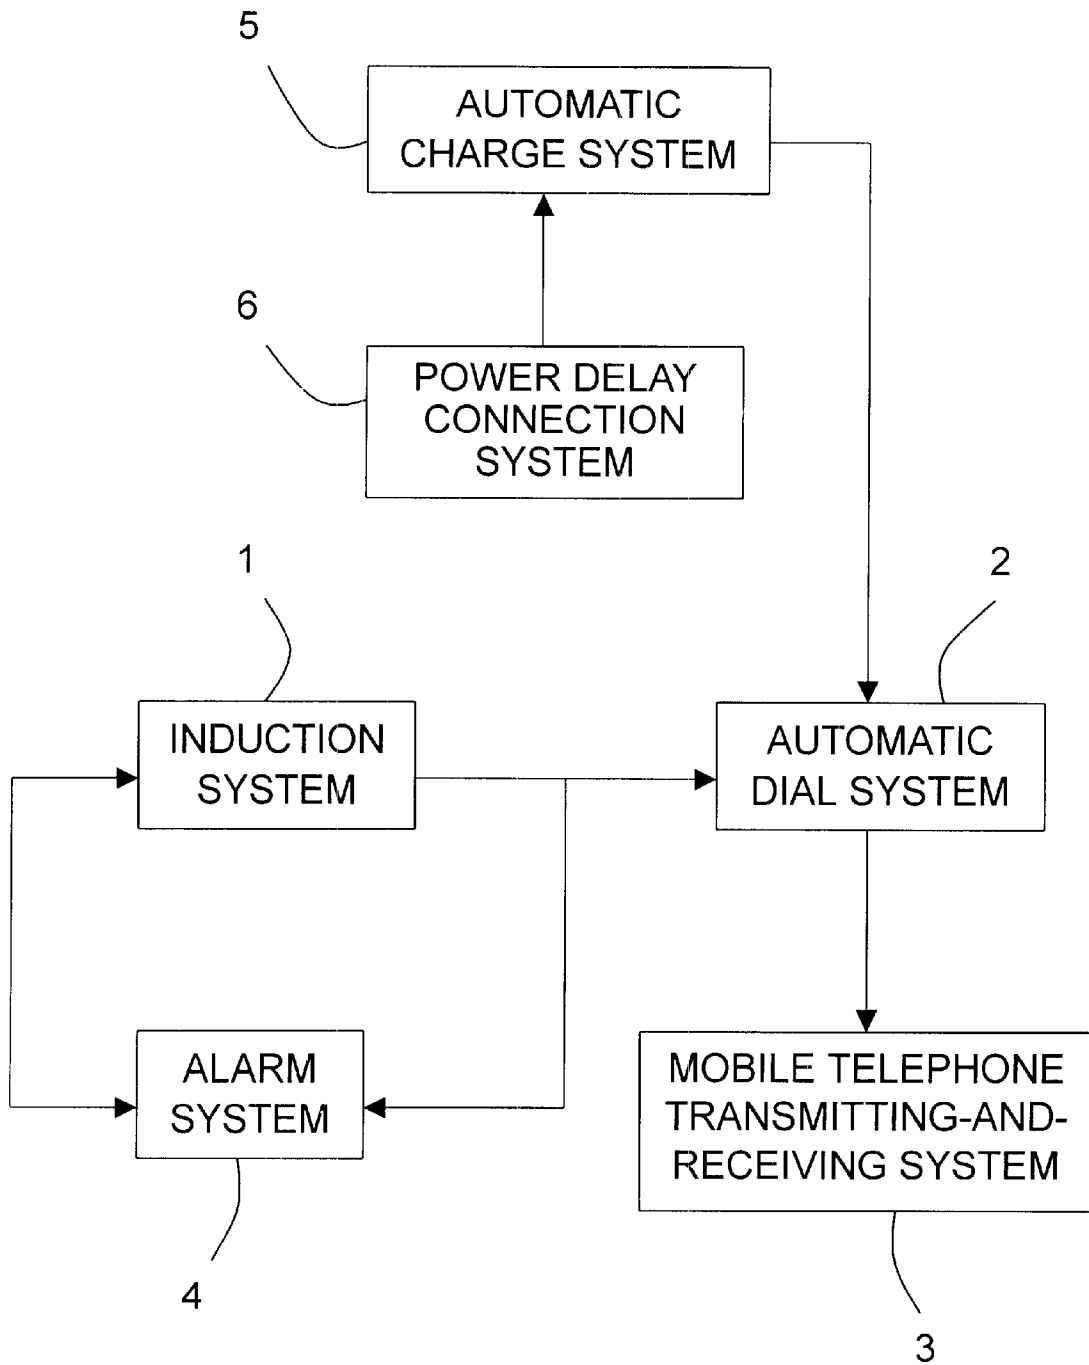 5
AUTOMATIC
CHARGE SYSTEM
6
POWER DELAY
CONNECTION
SYSTEM
1
2
INDUCTION
SYSTEM
AUTOMATIC
DIAL SYSTEM
ALARM
SYSTEM
MOBILE TELEPHONE
TRANSMITTING-AND-
RECEIVING SYSTEM
4
3